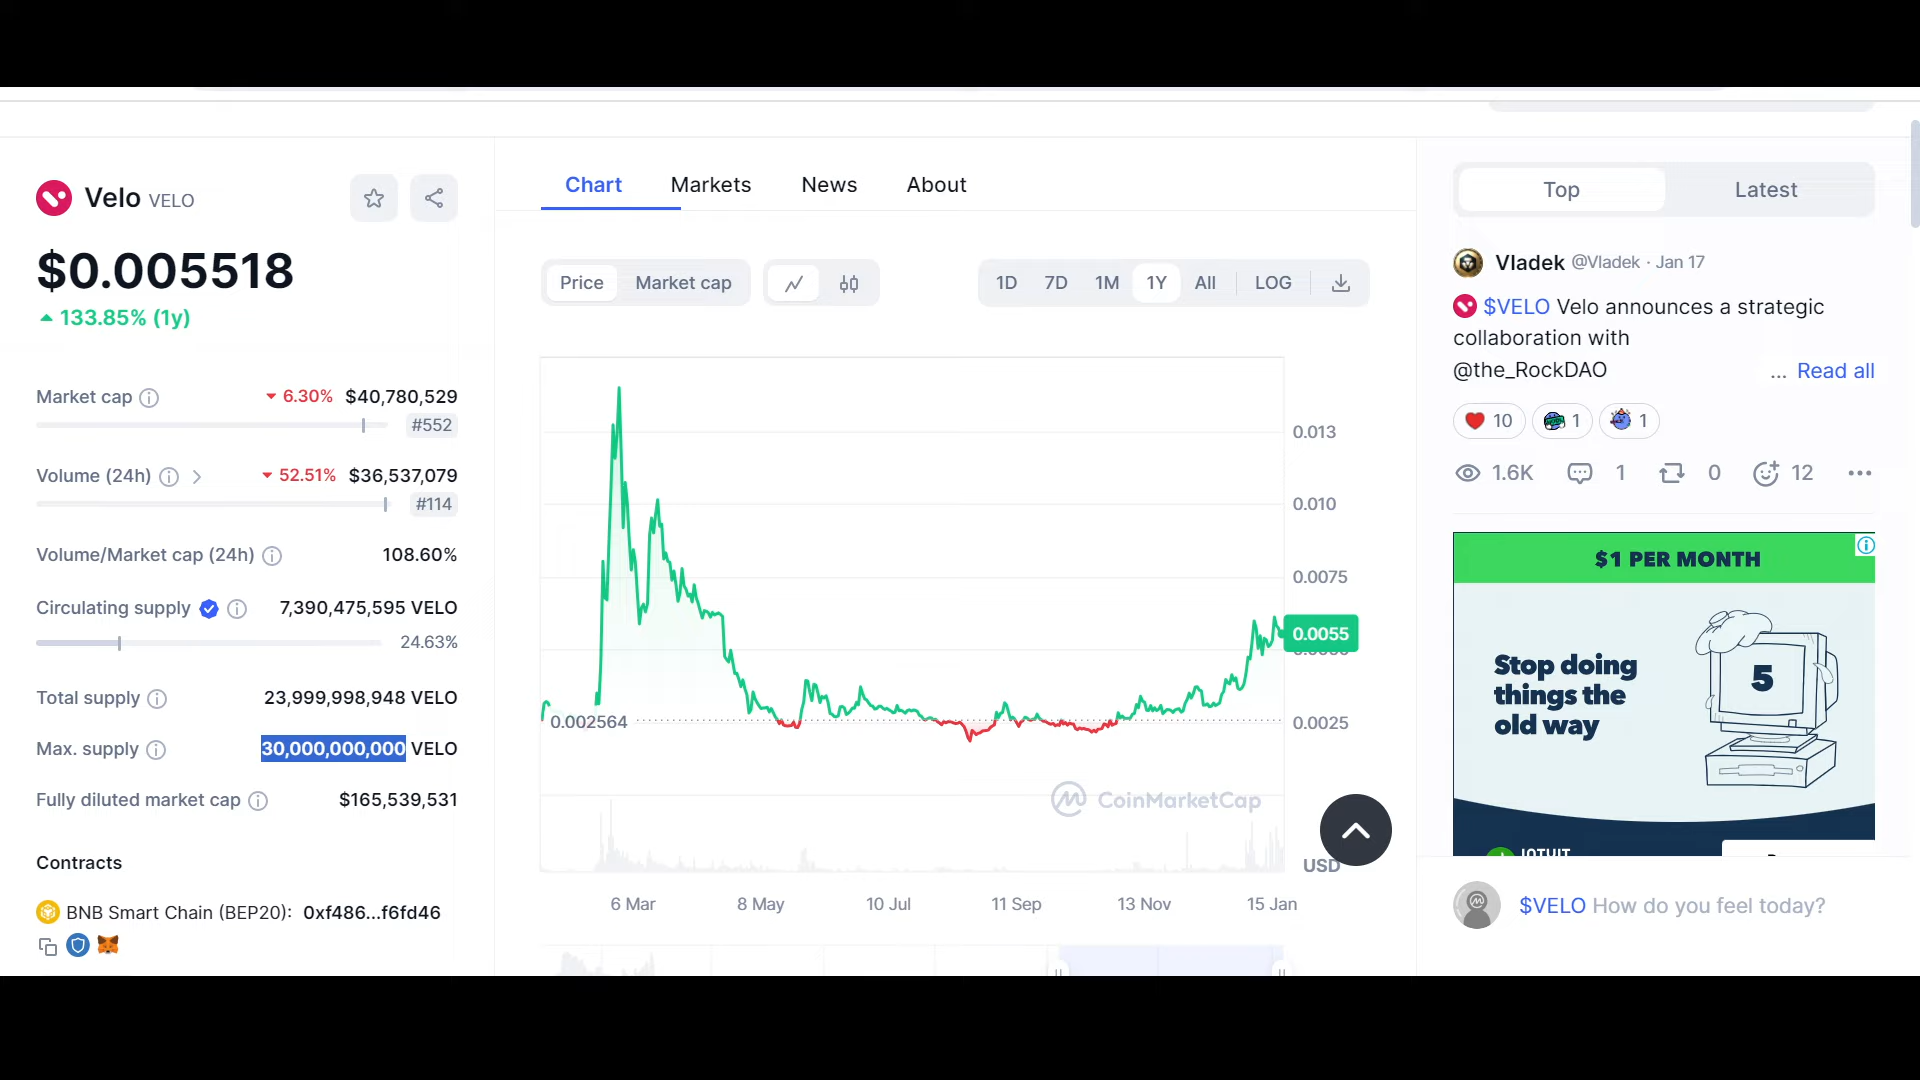 Velo VELO
$0.005518
133.85% (1y)
Market cap 6.30% $40,780,529
#552
Volume (24h) 52.51% $36,537,079
#114
Volume/Market cap (24h) 108.60%
Circulating supply 7,390,475,595 VELO
24.63%
Total supply 23,999,998,948 VELO
Max. supply 30,000,000,000 VELO
Fully diluted market cap $165,539,531
Contracts
BNB Smart Chain (BEP20): 0xf486...f6fd46
Chart Markets News About
Price Market cap 1D 7D 1M 1Y All LOG
0.013
0.010
0.0075
0.0055
0.002564 0.0025
CoinMarketCap
USD
6 Mar 8 May 10 Jul 11 Sep 13 Nov 15 Jan
Top Latest
Vladek @Vladek · Jan 17
$VELO Velo announces a strategic
collaboration with
@the_RockDAO ... Read all
10 1 1
1.6K 1 0 12
$1 PER MONTH
Stop doing
things the
old way
5
$VELO How do you feel today?